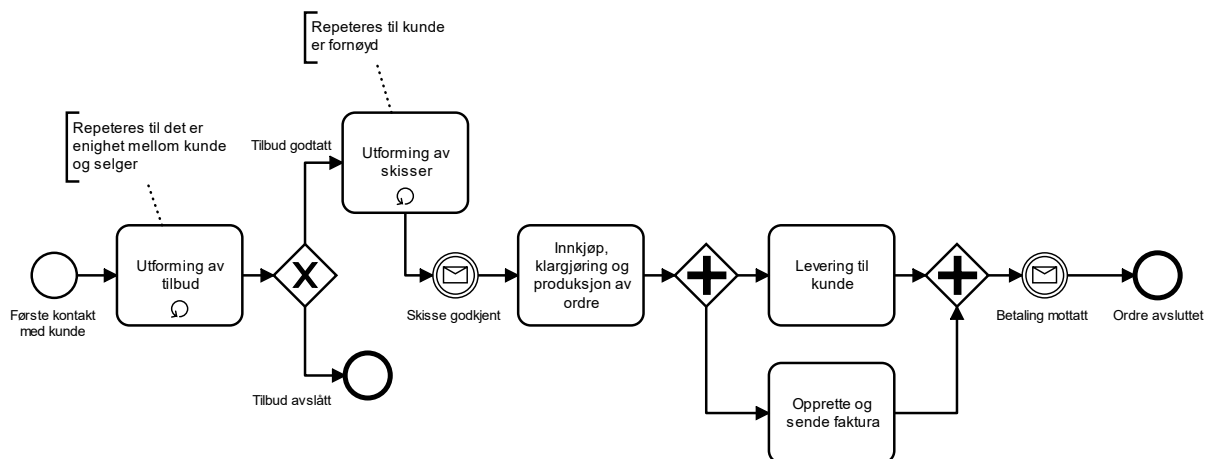 Repeteres til kunde
er fornøyd
Repeteres til det er
enighet mellom kunde
og selger
Tilbud godtatt
Utforming av
skisser
Første kontakt
med kunde
Utforming av
tilbud
X
Tilbud avslått
Skisse godkjent
Innkjøp,
klargjøring og
produksjon av
ordre
Levering til
kunde
Opprette og
sende faktura
Betaling mottatt
Ordre avsluttet